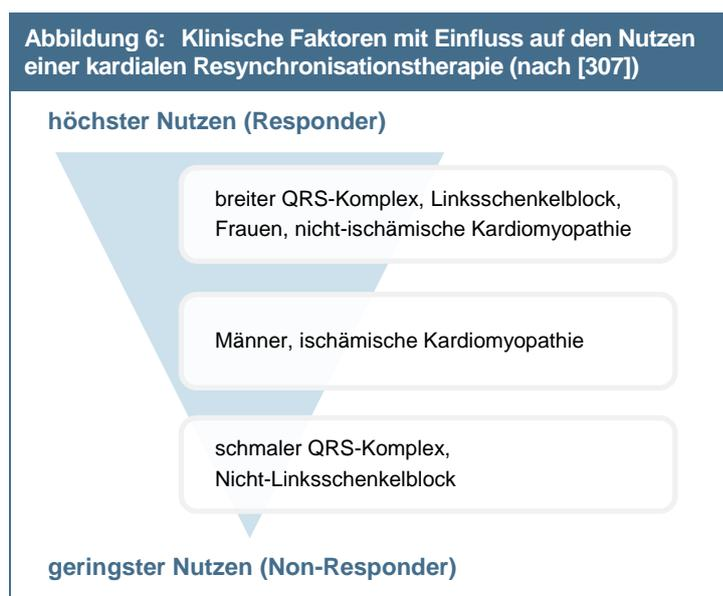 Abbildung 6: Klinische Faktoren mit Einfluss auf den Nutzen
einer kardialen Resynchronisationstherapie (nach [307])
höchster Nutzen (Responder)
breiter QRS-Komplex, Linksschenkelblock,
Frauen, nicht-ischämische Kardiomyopathie
Männer, ischämische Kardiomyopathie
schmaler QRS-Komplex,
Nicht-Linksschenkelblock
geringster Nutzen (Non-Responder)